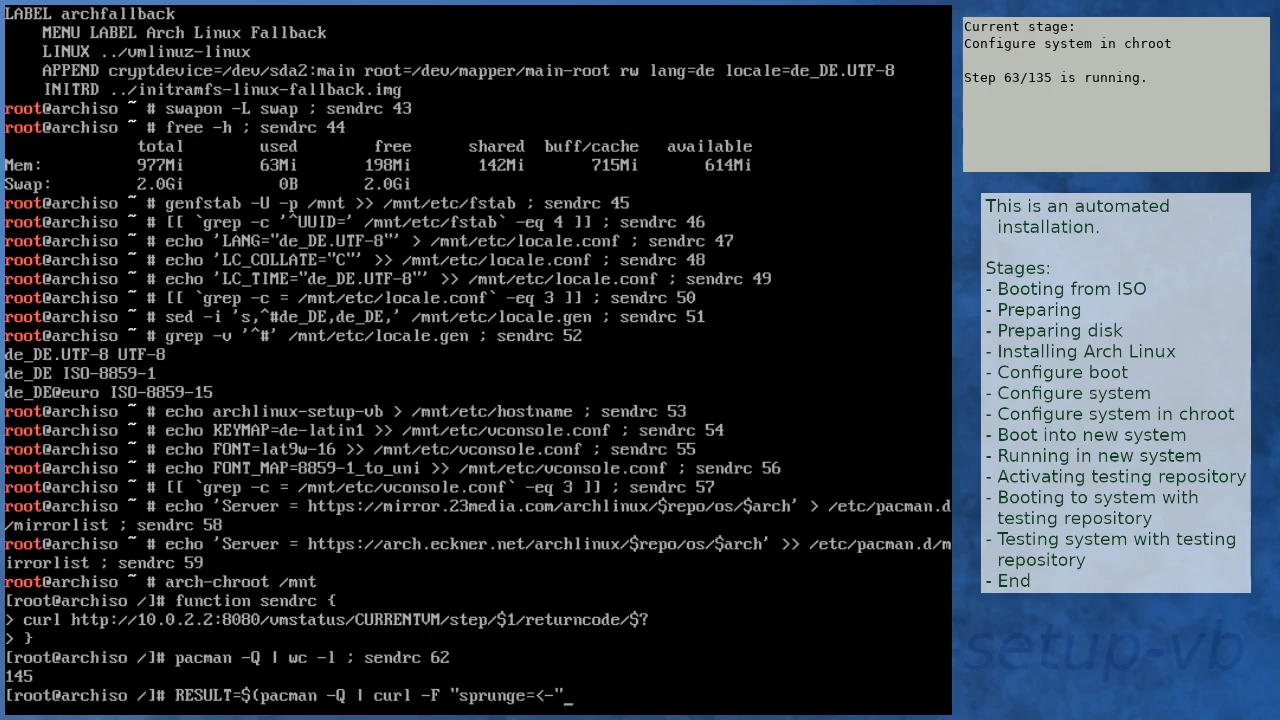 LABEL archfallback
    MENU LABEL Arch Linux Fallback
    LINUX ../vmlinuz-linux
    APPEND cryptdevice=/dev/sda2:main root=/dev/mapper/main-root rw lang=de locale=de_DE.UTF-8
    INITRD ../initramfs-linux-fallback.img
root@archiso ~ # swapon -L swap ; sendrc 43
root@archiso ~ # free -h ; sendrc 44
              total        used        free      shared  buff/cache   available
Mem:          977Mi        63Mi       198Mi       142Mi       715Mi       614Mi
Swap:         2.0Gi          0B       2.0Gi
root@archiso ~ # genfstab -U -p /mnt >> /mnt/etc/fstab ; sendrc 45
root@archiso ~ # [[ `grep -c '^UUID=' /mnt/etc/fstab` -eq 4 ]] ; sendrc 46
root@archiso ~ # echo 'LANG="de_DE.UTF-8"' > /mnt/etc/locale.conf ; sendrc 47
root@archiso ~ # echo 'LC_COLLATE="C"' >> /mnt/etc/locale.conf ; sendrc 48
root@archiso ~ # echo 'LC_TIME="de_DE.UTF-8"' >> /mnt/etc/locale.conf ; sendrc 49
root@archiso ~ # [[ `grep -c = /mnt/etc/locale.conf` -eq 3 ]] ; sendrc 50
root@archiso ~ # sed -i 's,^#de_DE,de_DE,' /mnt/etc/locale.gen ; sendrc 51
root@archiso ~ # grep -v '^#' /mnt/etc/locale.gen ; sendrc 52
de_DE.UTF-8 UTF-8
de_DE ISO-8859-1
de_DE@euro ISO-8859-15
root@archiso ~ # echo archlinux-setup-vb > /mnt/etc/hostname ; sendrc 53
root@archiso ~ # echo KEYMAP=de-latin1 >> /mnt/etc/vconsole.conf ; sendrc 54
root@archiso ~ # echo FONT=lat9w-16 >> /mnt/etc/vconsole.conf ; sendrc 55
root@archiso ~ # echo FONT_MAP=8859-1_to_uni >> /mnt/etc/vconsole.conf ; sendrc 56
root@archiso ~ # [[ `grep -c = /mnt/etc/vconsole.conf` -eq 3 ]] ; sendrc 57
root@archiso ~ # echo 'Server = https://mirror.23media.com/archlinux/$repo/os/$arch' > /etc/pacman.d
/mirrorlist ; sendrc 58
root@archiso ~ # echo 'Server = https://arch.eckner.net/archlinux/$repo/os/$arch' >> /etc/pacman.d/m
irrorlist ; sendrc 59
root@archiso ~ # arch-chroot /mnt
[root@archiso /]# function sendrc {
> curl http://10.0.2.2:8080/vmstatus/CURRENTVM/step/$1/returncode/$?
> }
[root@archiso /]# pacman -Q | wc -l ; sendrc 62
145
[root@archiso /]# RESULT=$(pacman -Q | curl -F "sprunge=<-"_
Current stage:
Configure system in chroot
Step 63/135 is running.
This is an automated
installation.
Stages:
- Booting from ISO
- Preparing
- Preparing disk
- Installing Arch Linux
- Configure boot
- Configure system
- Configure system in chroot
- Boot into new system
- Running in new system
- Activating testing repository
- Booting to system with
testing repository
- Testing system with testing
repository
- End
setup-vb